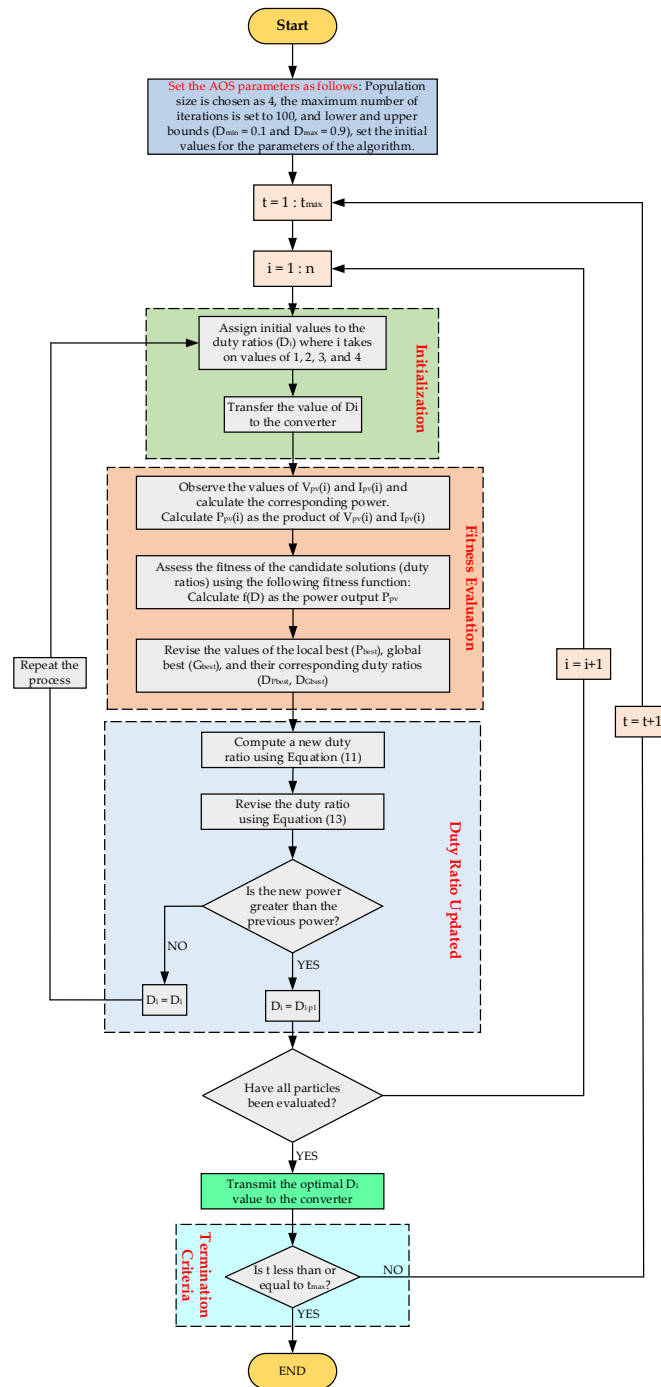 Start
Set the AOS parameters as follows: Population
size is chosen as 4, the maximum number of
iterations is set to 100, and lower and upper
bounds (Dmin = 0.1 and Dmax = 0.9), set the initial
values for the parameters of the algorithm.
t = 1 : tmax
i = 1 : n
Assign initial values to the
duty ratios (Di) where i takes
on values of 1, 2, 3, and 4
Initialization
Transfer the value of Di
to the converter
Observe the values of Vpv(i) and Ipv(i) and
calculate the corresponding power.
Calculate Ppv(i) as the product of Vpv(i) and Ipv(i)
Assess the fitness of the candidate solutions (duty
ratios) using the following fitness function:
Calculate f(D) as the power output Ppv
Fitness Evaluation
Revise the values of the local best (Pbest), global
best (Gbest), and their corresponding duty ratios
(DPbest, DGbest)
Repeat the
process
i = i+1
t = t+1
Compute a new duty
ratio using Equation (11)
Revise the duty ratio
using Equation (13)
Duty Ratio Updated
Is the new power
greater than the
previous power?
NO
YES
Di = Di
Di = Di p1
Have all particles
been evaluated?
YES
Transmit the optimal Di
value to the converter
Termination
Criteria
Is t less than or
equal to tmax?
NO
YES
END